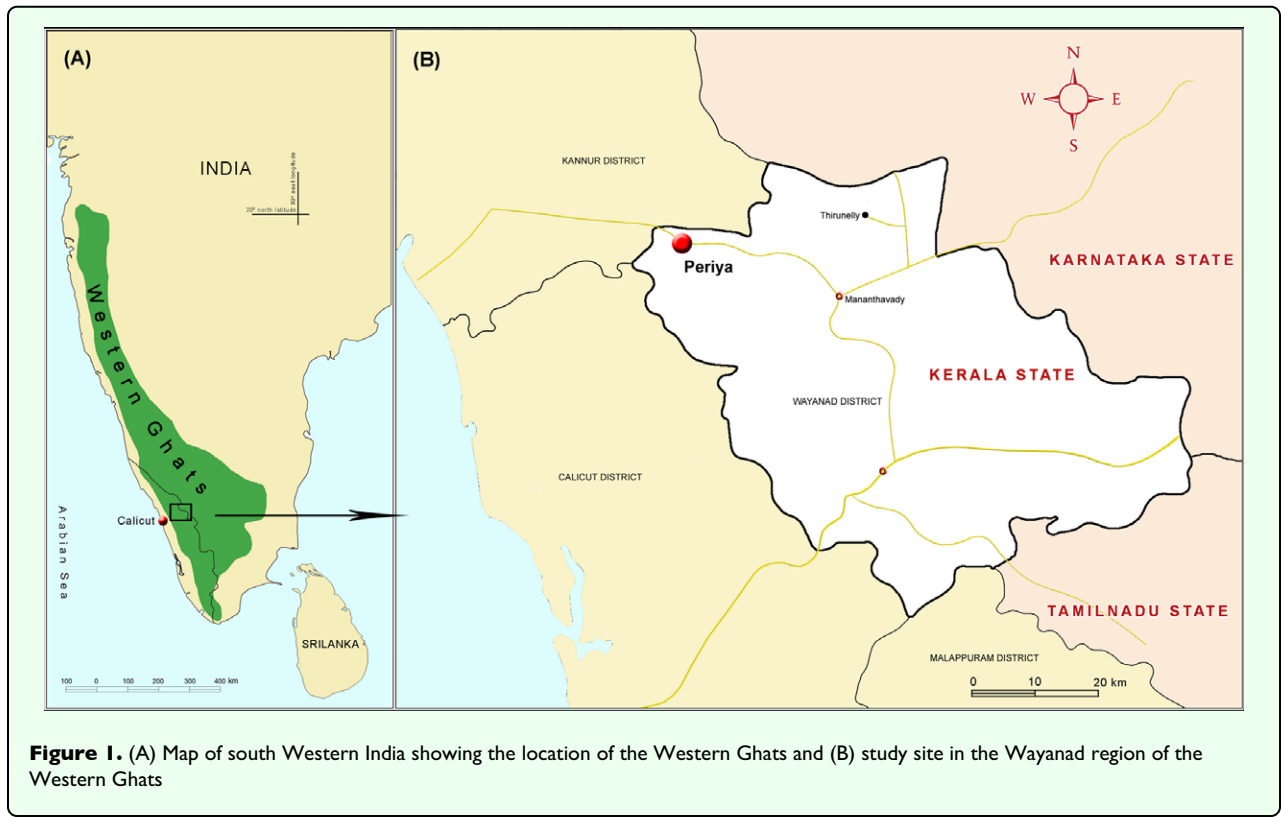 (A)
INDIA
20º north latitude
80º east longitude
Western Ghats
Calicut
Arabian Sea
SRILANKA
100 0 100 200 300 400 km
(B)
N
W E
S
KANNUR DISTRICT
Thirunelly
Periya
KARNATAKA STATE
Mananthavady
KERALA STATE
WAYANAD DISTRICT
CALICUT DISTRICT
TAMILNADU STATE
MALAPPURAM DISTRICT
0 10 20 km
Figure 1. (A) Map of south Western India showing the location of the Western Ghats and (B) study site in the Wayanad region of the
Western Ghats